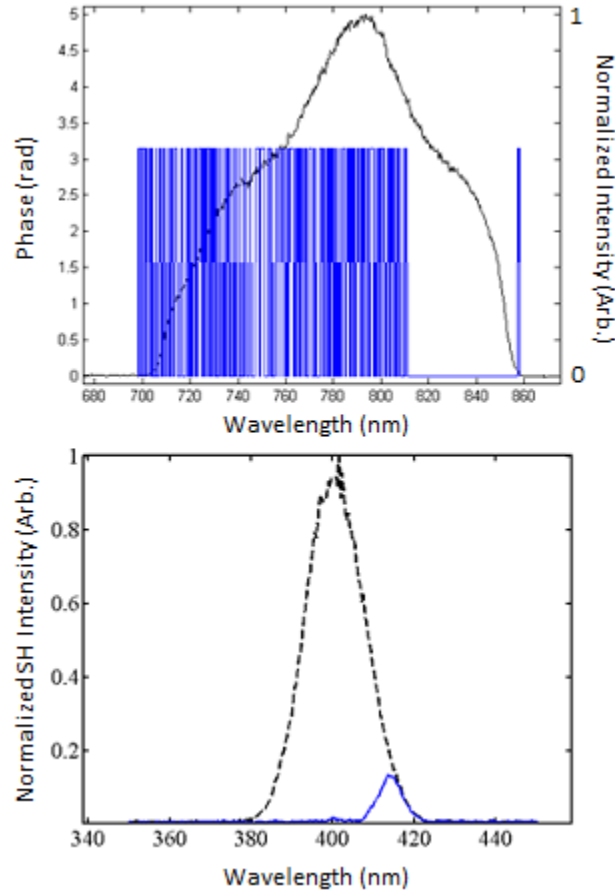 5
4.5
4
3.5
3
2.5
2
1.5
1
0.5
0
1
0
Phase (rad)
Normalized Intensity (Arb.)
680 700 720 740 760 780 800 820 840 860
Wavelength (nm)
1
0.8
0.6
0.4
0.2
Normalized SH Intensity (Arb.)
340 360 380 400 420 440
Wavelength (nm)